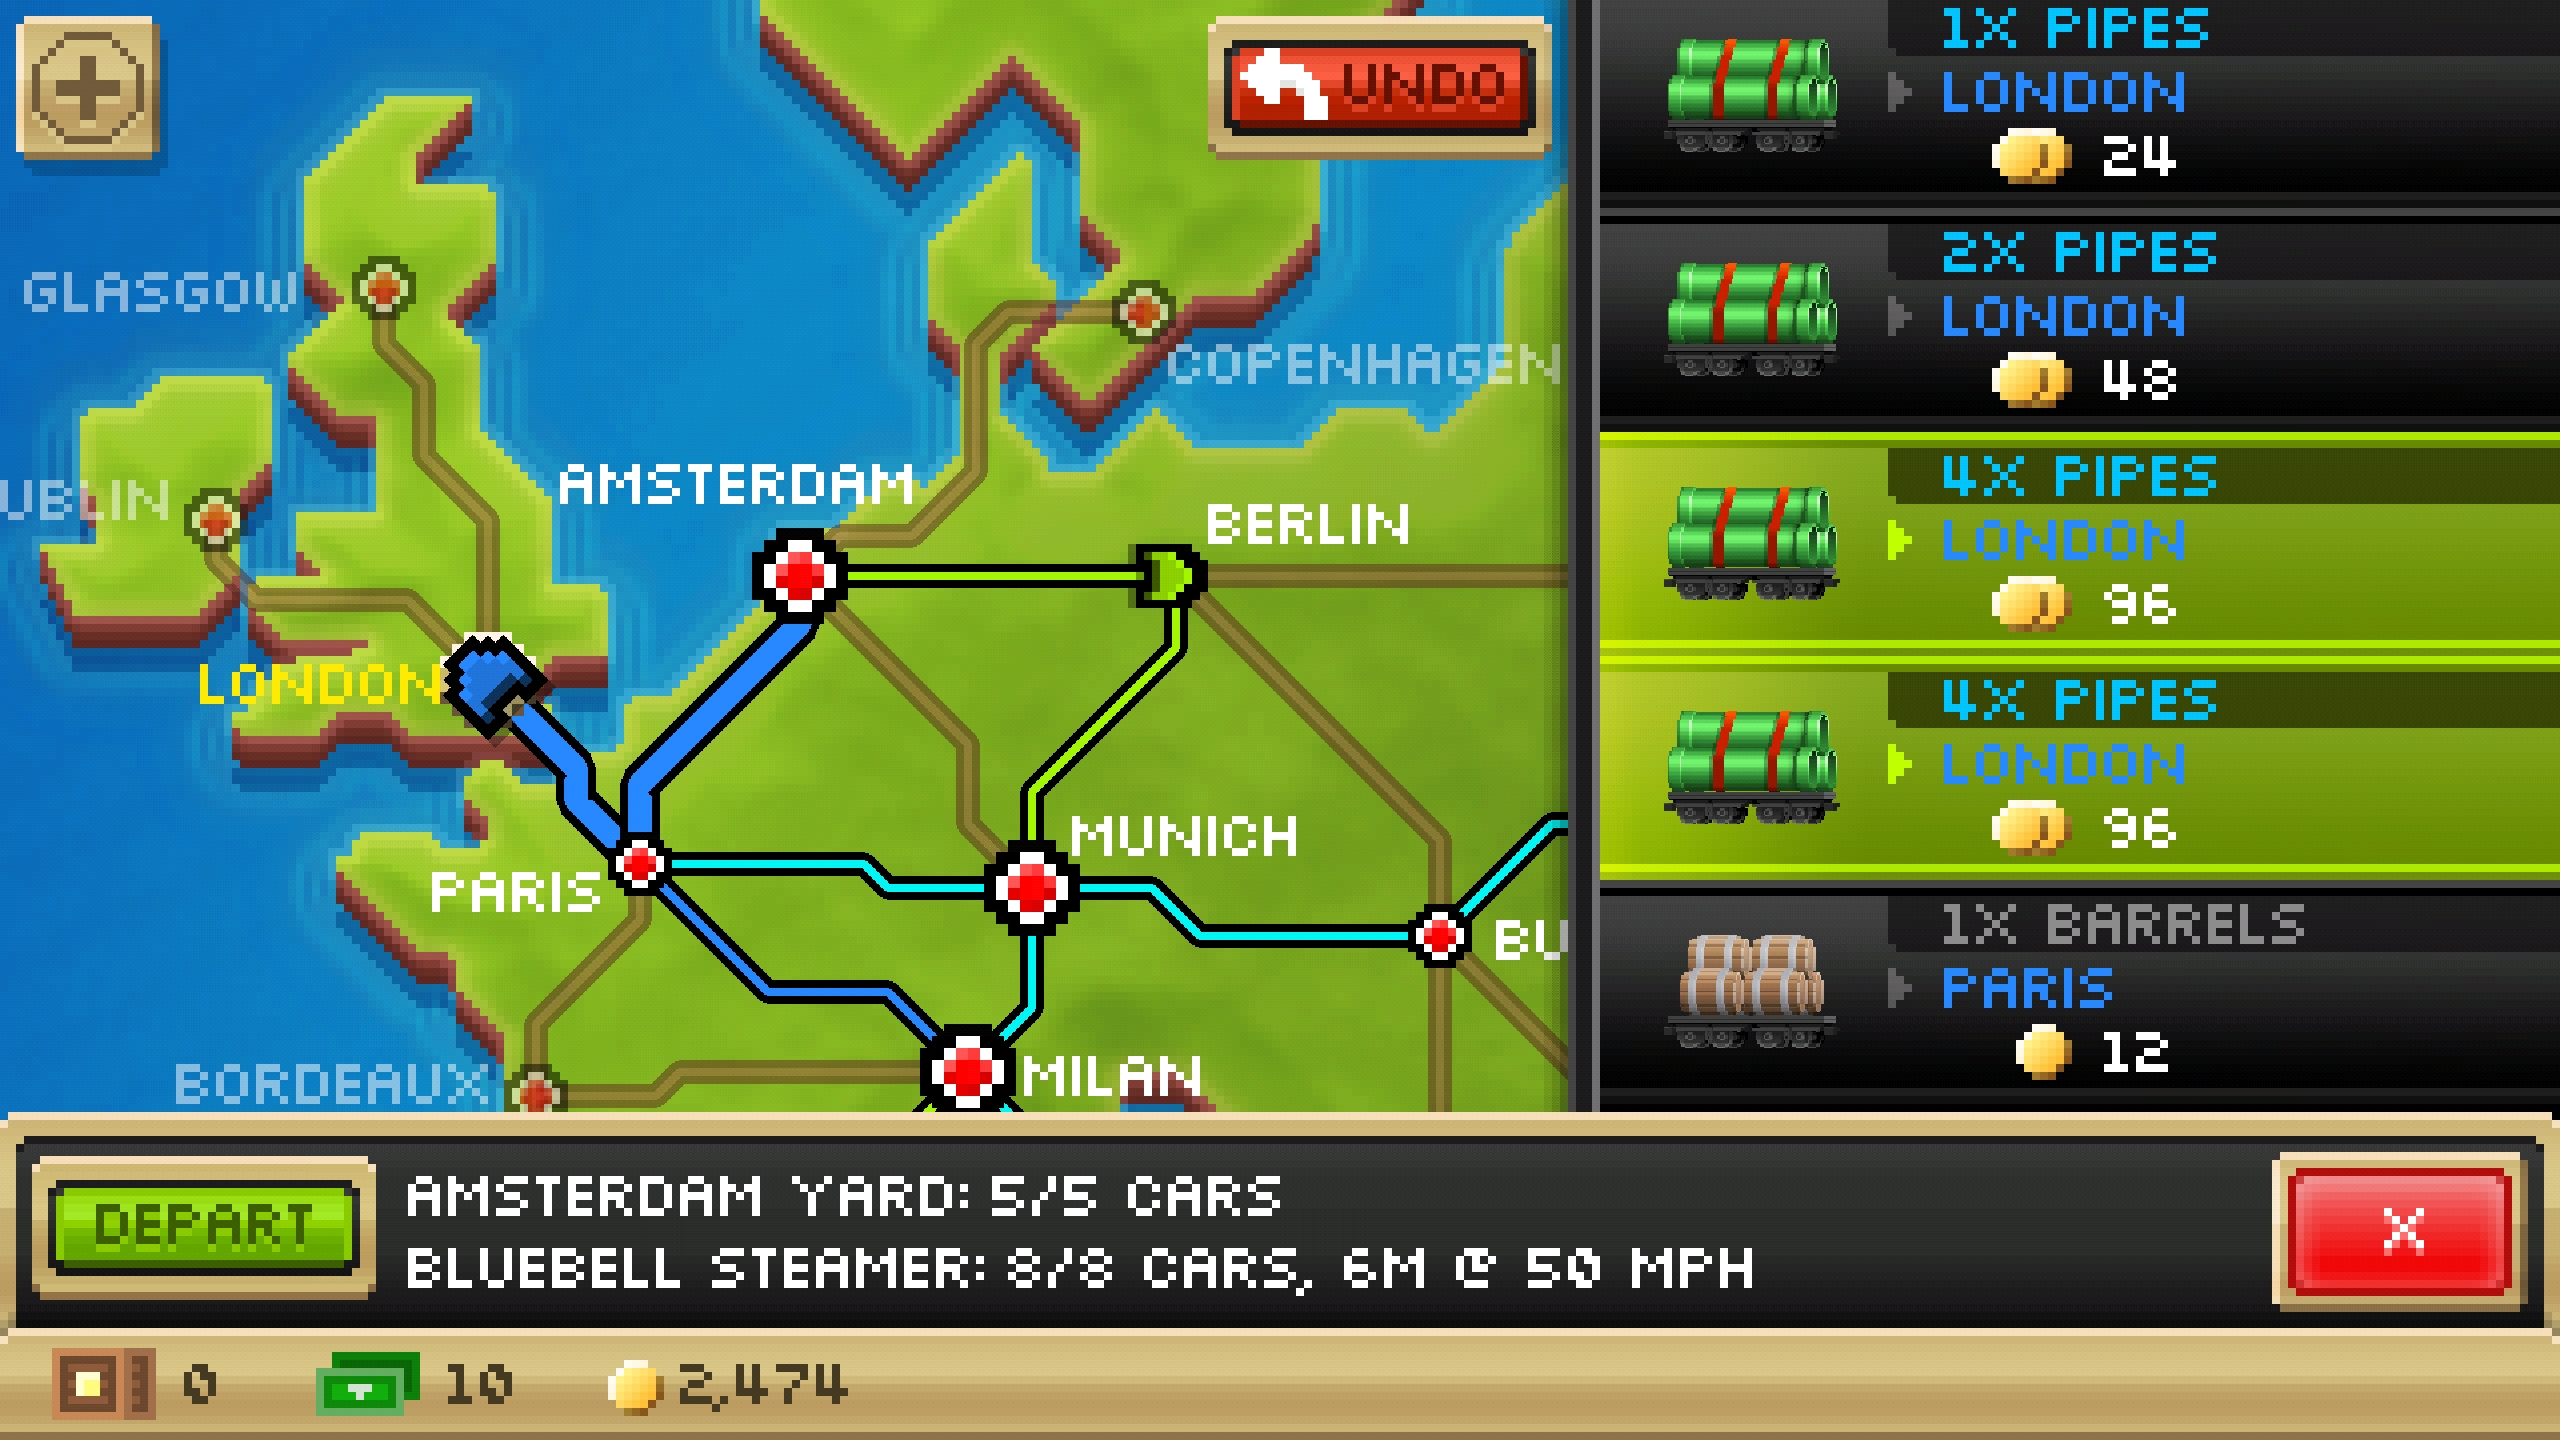 UNDO
GLASGOW
COPENHAGEN
UBLIN
AMSTERDAM
BERLIN
LONDON
MUNICH
PARIS
BU
BORDEAUX
MILAN
1X PIPES
LONDON
24
2X PIPES
LONDON
48
4X PIPES
LONDON
96
4X PIPES
LONDON
96
1X BARRELS
PARIS
12
DEPART
AMSTERDAM YARD: 5/5 CARS
BLUEBELL STEAMER: 8/8 CARS, 6M @ 50 MPH
X
0 10 2,474